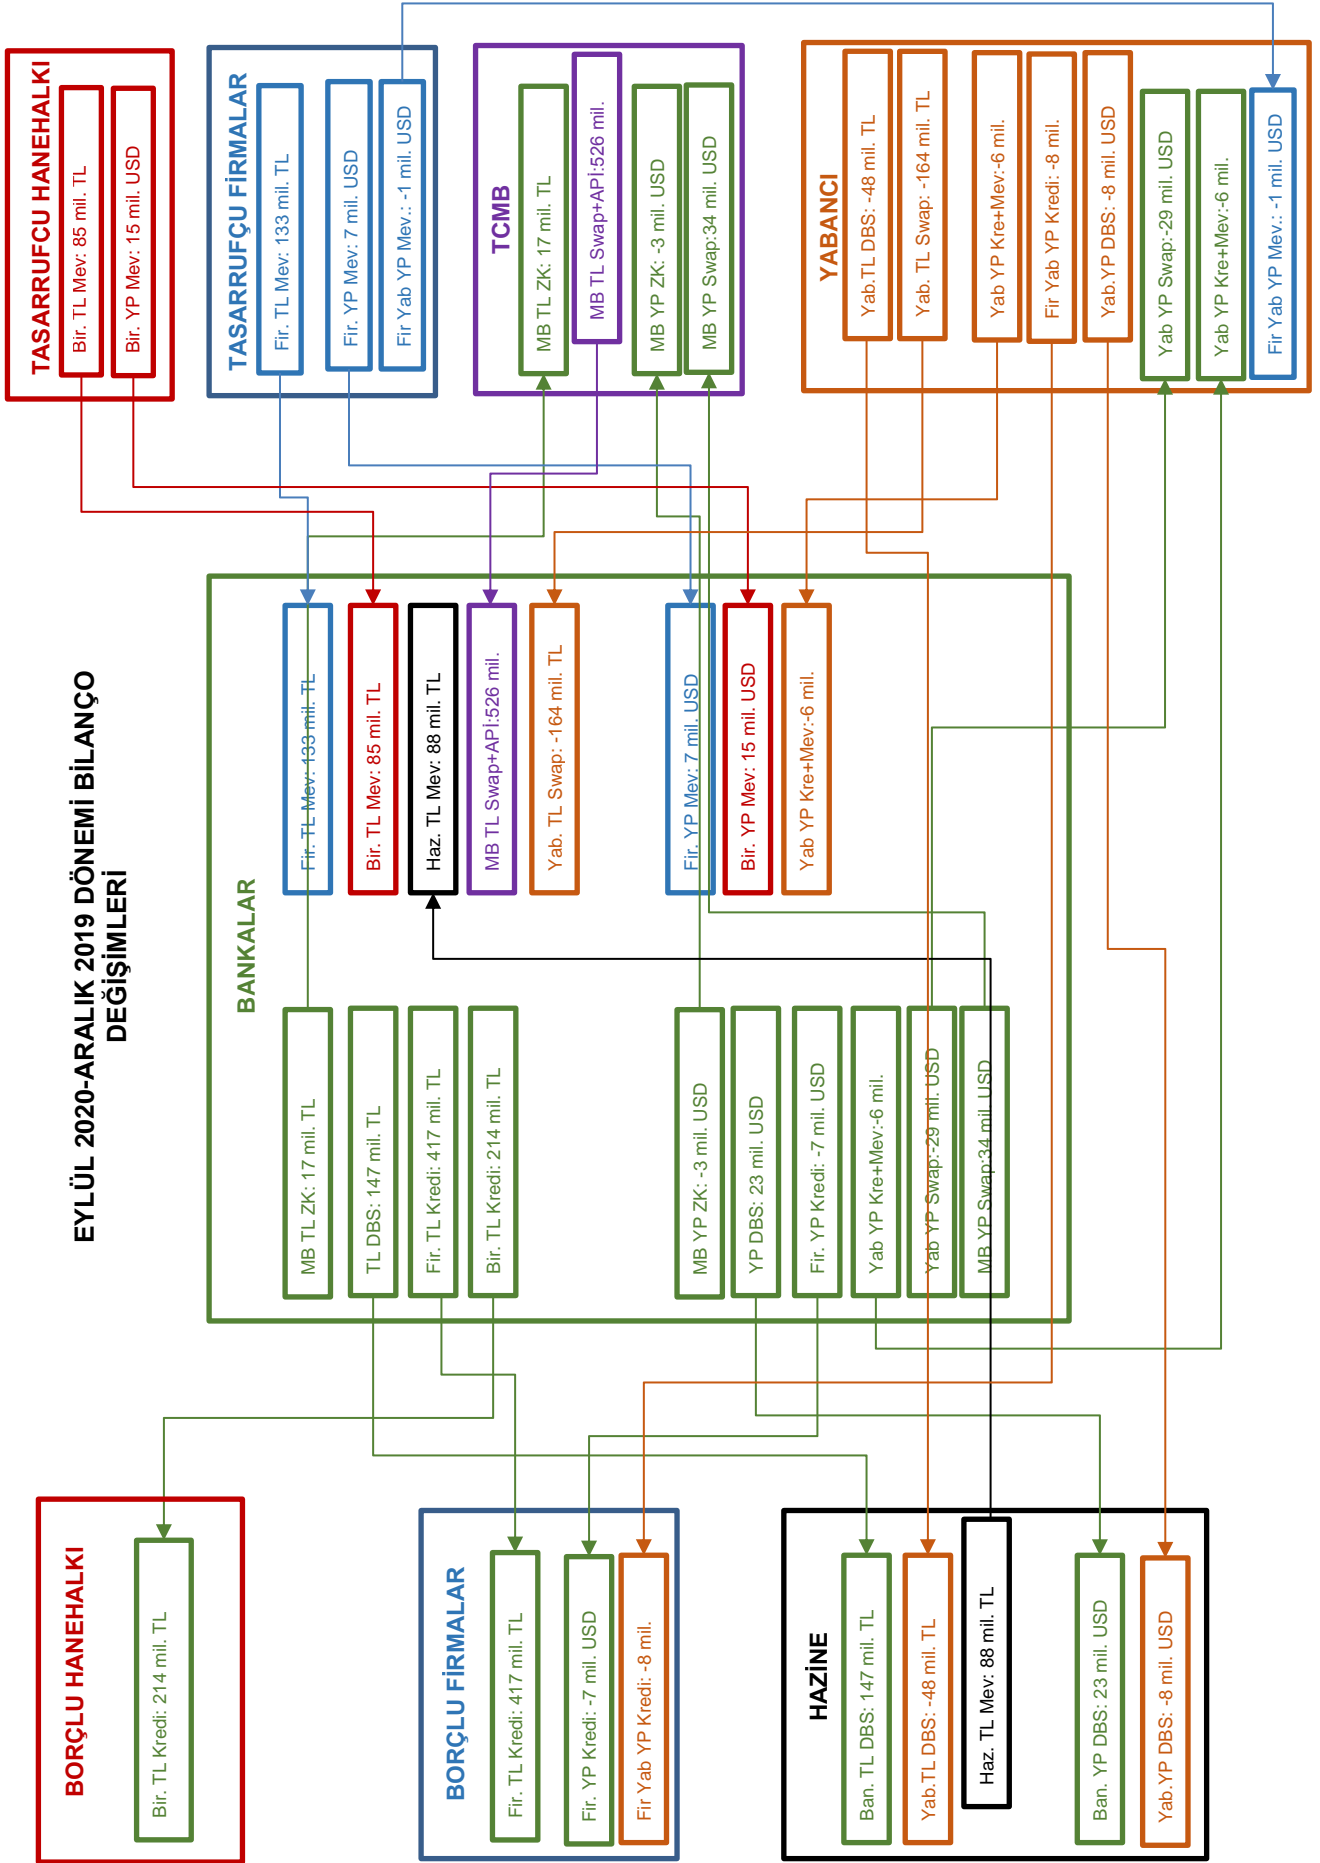 EYLÜL 2020-ARALIK 2019 DÖNEMİ BİLANÇO
DEĞİŞİMLERİ
BORÇLU HANEHALKI
Bir. TL Kredi: 214 mil. TL
BORÇLU FİRMALAR
Fir. TL Kredi: 417 mil. TL
Fir. YP Kredi: -7 mil. USD
Fir Yab YP Kredi: -8 mil.
HAZİNE
Ban. TL DBS: 147 mil. TL
Yab.TL DBS: -48 mil. TL
Haz. TL Mev: 88 mil. TL
Ban. YP DBS: 23 mil. USD
Yab.YP DBS: -8 mil. USD
BANKALAR
MB TL ZK: 17 mil. TL
TL DBS: 147 mil. TL
Fir. TL Kredi: 417 mil. TL
Bir. TL Kredi: 214 mil. TL
MB YP ZK: -3 mil. USD
YP DBS: 23 mil. USD
Fir. YP Kredi: -7 mil. USD
Yab YP Kre+Mev:-6 mil.
Yab YP Swap:-29 mil. USD
MB YP Swap:34 mil. USD
Fir. TL Mev: 133 mil. TL
Bir. TL Mev: 85 mil. TL
Haz. TL Mev: 88 mil. TL
MB TL Swap+APİ:526 mil.
Yab. TL Swap: -164 mil. TL
Fir. YP Mev: 7 mil. USD
Bir. YP Mev: 15 mil. USD
Yab YP Kre+Mev:-6 mil.
TASARRUFCU HANEHALKI
Bir. TL Mev: 85 mil. TL
Bir. YP Mev: 15 mil. USD
TASARRUFÇU FİRMALAR
Fir. TL Mev: 133 mil. TL
Fir. YP Mev: 7 mil. USD
Fir Yab YP Mev.: -1 mil. USD
TCMB
MB TL ZK: 17 mil. TL
MB TL Swap+APİ:526 mil.
MB YP ZK: -3 mil. USD
MB YP Swap:34 mil. USD
YABANCI
Yab.TL DBS: -48 mil. TL
Yab. TL Swap: -164 mil. TL
Yab YP Kre+Mev:-6 mil.
Fir Yab YP Kredi: -8 mil.
Yab.YP DBS: -8 mil. USD
Yab YP Swap:-29 mil. USD
Yab YP Kre+Mev:-6 mil.
Fir Yab YP Mev.: -1 mil. USD